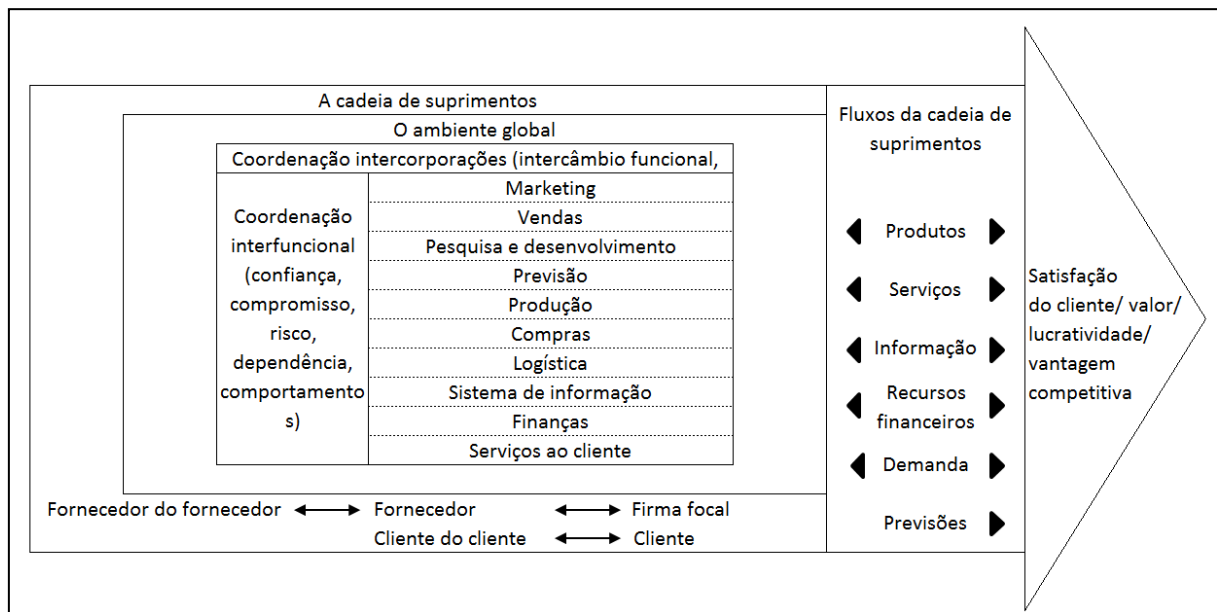 A cadeia de suprimentos
O ambiente global
Coordenação intercorporações (intercâmbio funcional,
Coordenação
interfuncional
(confiança,
compromisso,
risco,
dependência,
comportamento
s)
Marketing
Vendas
Pesquisa e desenvolvimento
Previsão
Produção
Compras
Logística
Sistema de informação
Finanças
Serviços ao cliente
Fornecedor do fornecedor
Fornecedor
Firma focal
Cliente do cliente
Cliente
Fluxos da cadeia de
suprimentos
Produtos
Serviços
Informação
Recursos
financeiros
Demanda
Previsões
Satisfação
do cliente/ valor/
lucratividade/
vantagem
competitiva